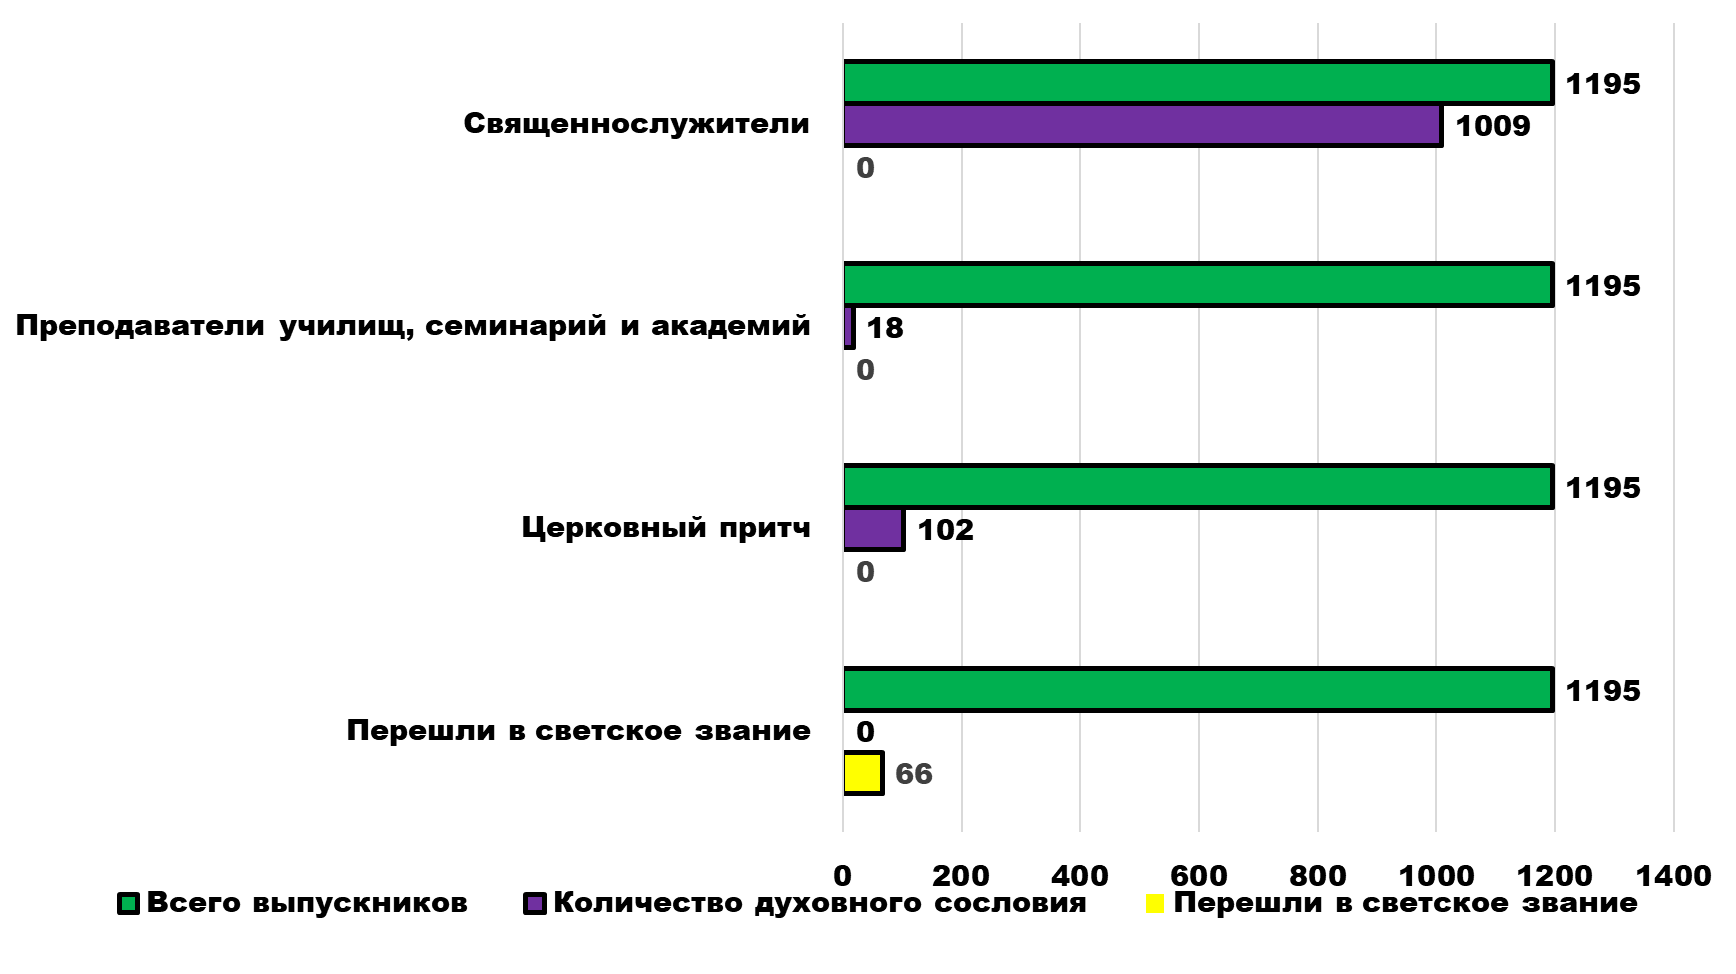 1195
Священнослужители
1009
0
1195
Преподаватели училищ, семинарий и академий
18
0
1195
Церковный притч
102
0
1195
Перешли в светское звание
0
66
0 200 400 600 800 1000 1200 1400
Всего выпускников Количество духовного сословия Перешли в светское звание